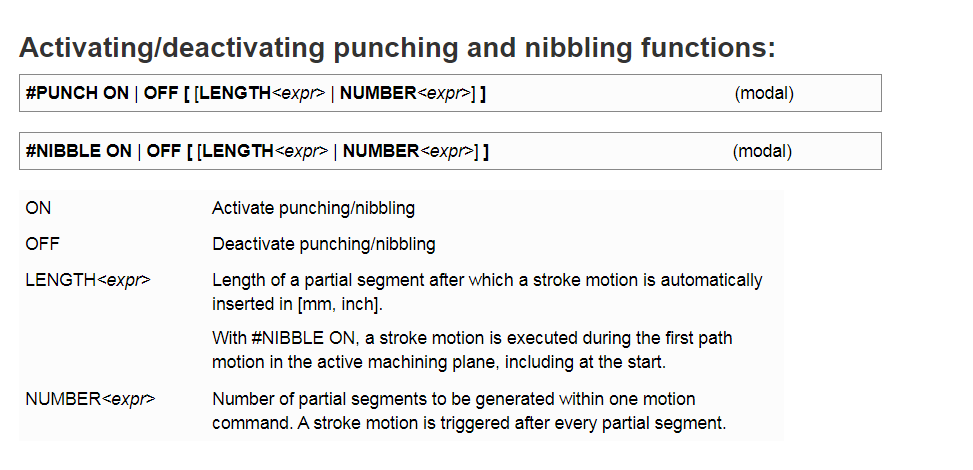 Activating/deactivating punching and nibbling functions:
#PUNCH ON | OFF [ [LENGTH<expr> | NUMBER<expr>] ] (modal)
#NIBBLE ON | OFF [ [LENGTH<expr> | NUMBER<expr>] ] (modal)
ON Activate punching/nibbling
OFF Deactivate punching/nibbling
LENGTH<expr> Length of a partial segment after which a stroke motion is automatically
inserted in [mm, inch].
With #NIBBLE ON, a stroke motion is executed during the first path
motion in the active machining plane, including at the start.
NUMBER<expr> Number of partial segments to be generated within one motion
command. A stroke motion is triggered after every partial segment.